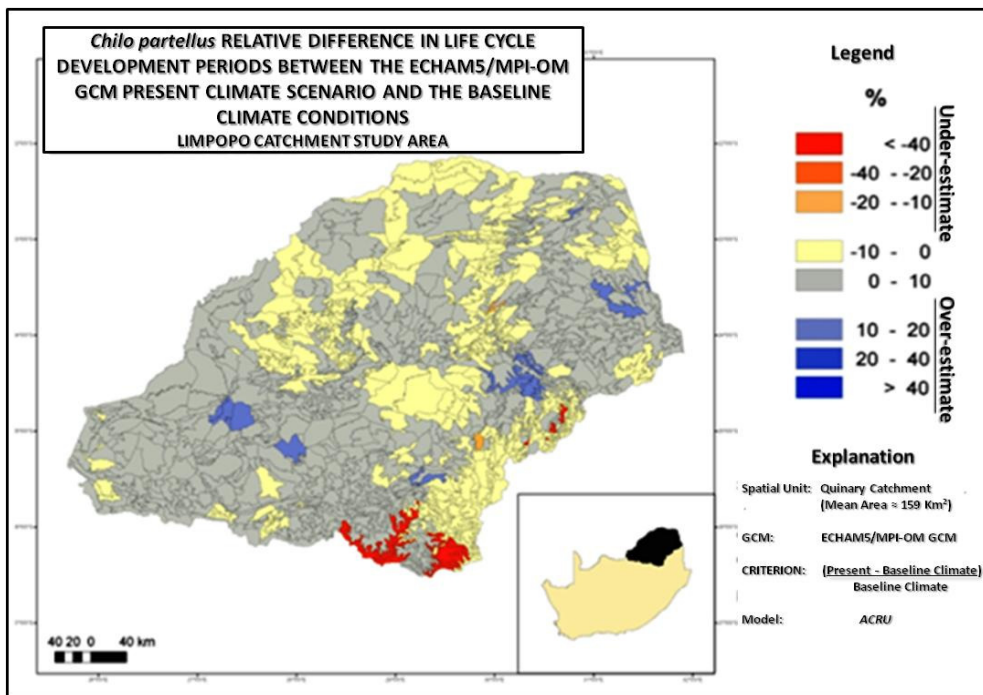 Chilo partellus RELATIVE DIFFERENCE IN LIFE CYCLE
DEVELOPMENT PERIODS BETWEEN THE ECHAM5/MPI-OM
GCM PRESENT CLIMATE SCENARIO AND THE BASELINE
CLIMATE CONDITIONS
LIMPOPO CATCHMENT STUDY AREA
Legend
%
< -40
-40 - -20
-20 - -10
Under-estimate
-10 - 0
0 - 10
10 - 20
20 - 40
> 40
Over-estimate
Explanation
Spatial Unit: Quinary Catchment
(Mean Area ≈ 159 Km²)
GCM: ECHAM5/MPI-OM GCM
CRITERION: (Present - Baseline Climate)
Baseline Climate
Model: ACRU
40 20 0 40 km